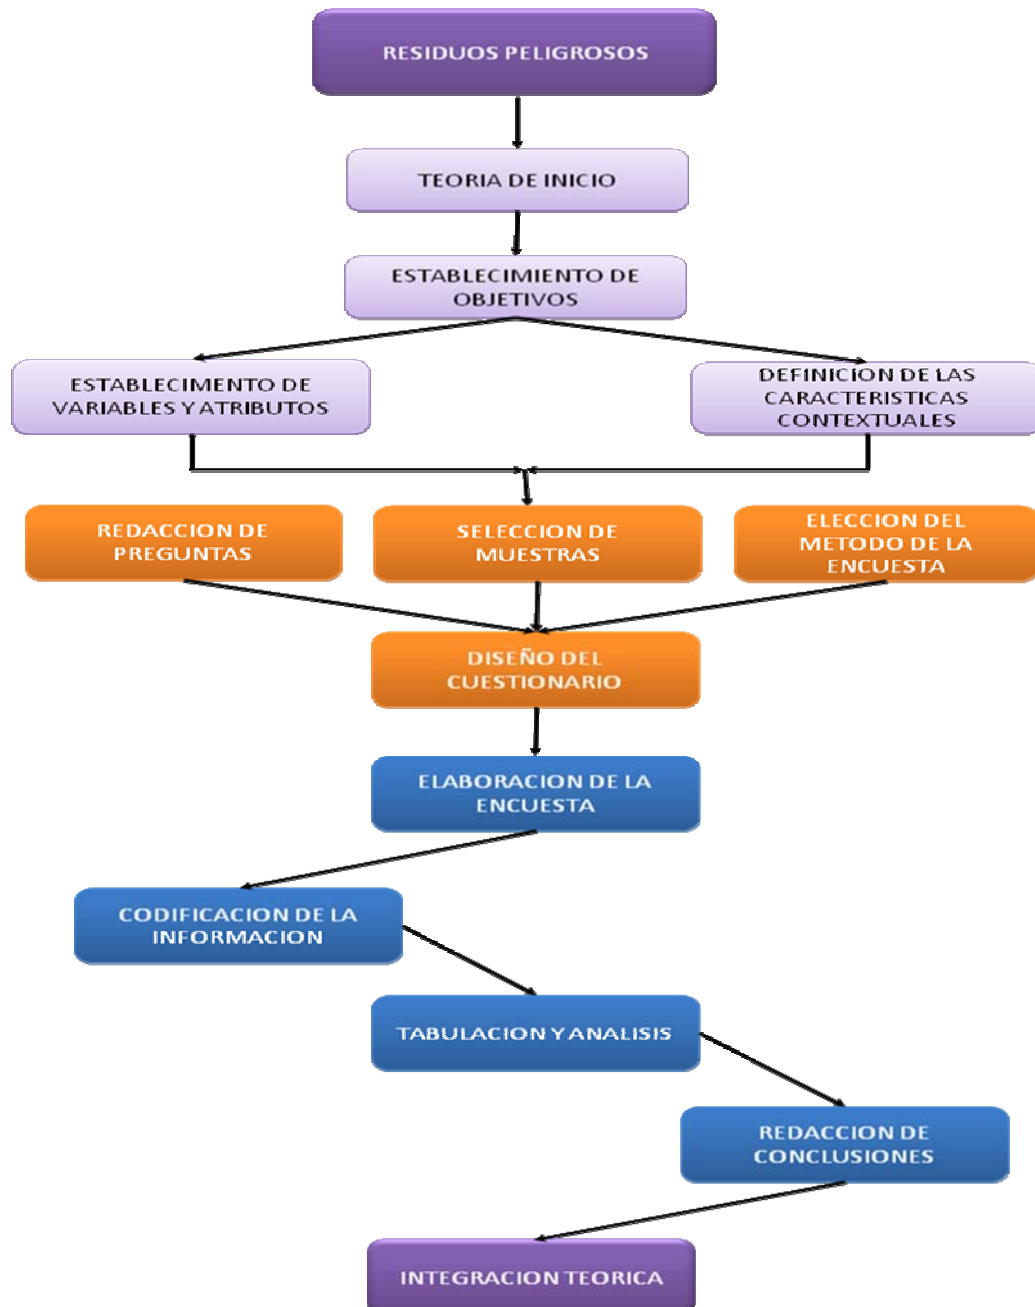 RESIDUOS PELIGROSOS
TEORIA DE INICIO
ESTABLECIMIENTO DE
OBJETIVOS
ESTABLECIMENTO DE
VARIABLES Y ATRIBUTOS
DEFINICION DE LAS
CARACTERISTICAS
CONTEXTUALES
REDACCION DE
PREGUNTAS
SELECCION DE
MUESTRAS
ELECCION DEL
METODO DE LA
ENCUESTA
DISEÑO DEL
CUESTIONARIO
ELABORACION DE LA
ENCUESTA
CODIFICACION DE LA
INFORMACION
TABULACION Y ANALISIS
REDACCION DE
CONCLUSIONES
INTEGRACION TEORICA